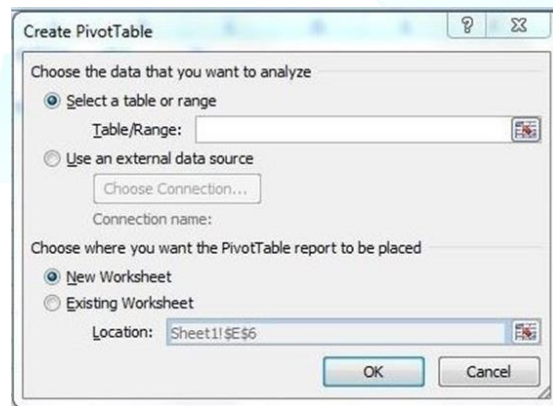 Create PivotTable
Choose the data that you want to analyze
Select a table or range
Table/Range:
Use an external data source
Choose Connection...
Connection name:
Choose where you want the PivotTable report to be placed
New Worksheet
Existing Worksheet
Location: Sheet1!$E$6
OK Cancel